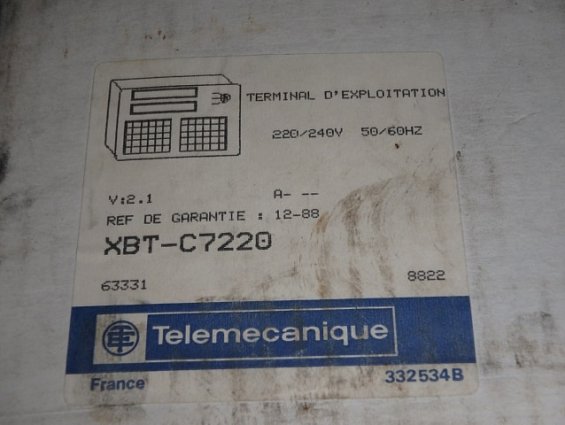 TERMINAL D'EXPLOITATION
220/240V 50/60HZ
V:2.1 A- --
REF DE GARANTIE : 12-88
XBT-C7220
63331 8822
Telemecanique
France 332534B